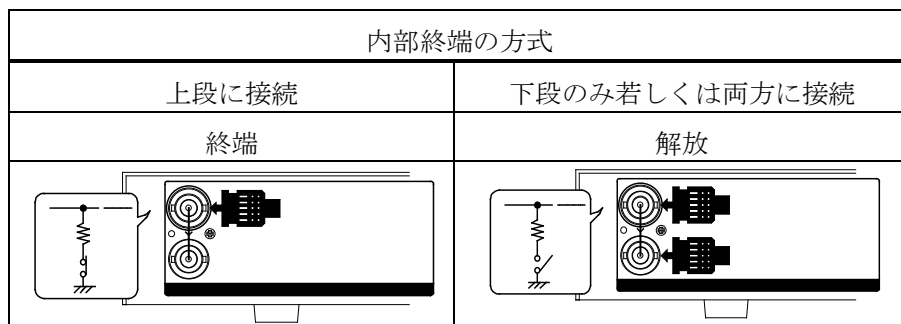 内部終端の方式
上段に接続
下段のみ若しくは両方に接続
終端
解放